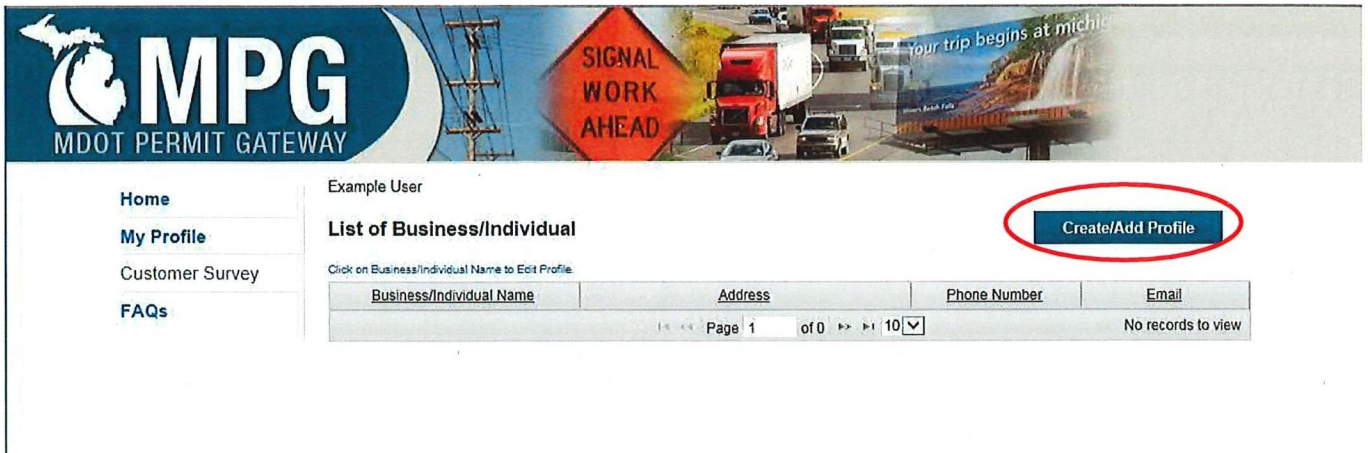 MPG
MDOT PERMIT GATEWAY
SIGNAL
WORK
AHEAD
Your trip begins at michig
Home
My Profile
Customer Survey
FAQs
Example User
List of Business/Individual
Create/Add Profile
Click on Business/Individual Name to Edit Profile.
Business/Individual Name Address Phone Number Email
Page 1 of 0 10 No records to view